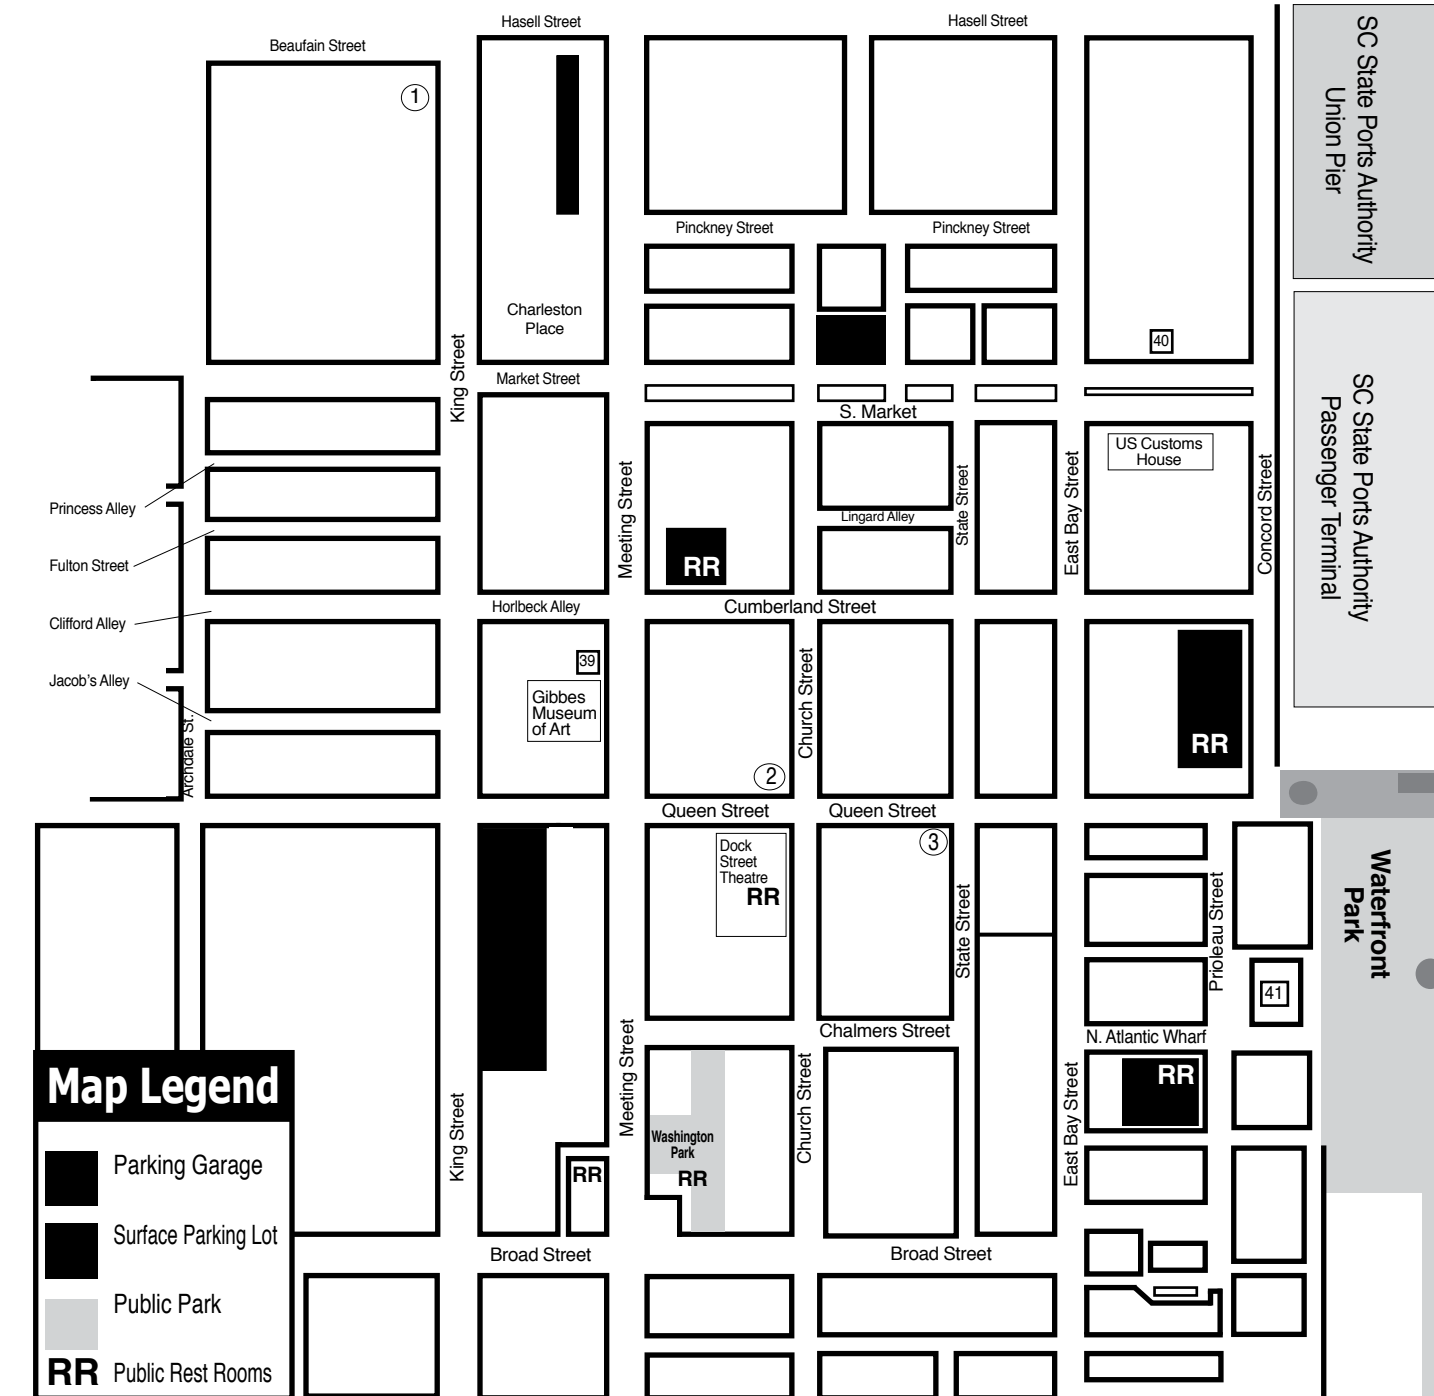 Hasell Street
Hasell Street
Beaufain Street
1
SC State Ports Authority
Union Pier
Pinckney Street
Pinckney Street
Charleston
Place
40
King Street
Market Street
S. Market
SC State Ports Authority
Passenger Terminal
US Customs
House
Meeting Street
State Street
East Bay Street
Concord Street
Princess Alley
Lingard Alley
Fulton Street
RR
Horlbeck Alley
Cumberland Street
Clifford Alley
39
Jacob's Alley
Gibbes
Museum
of Art
Church Street
Archdale St.
RR
2
Queen Street
Queen Street
Dock
Street
Theatre
RR
3
State Street
Prioleau Street
Waterfront
Park
41
Chalmers Street
N. Atlantic Wharf
Meeting Street
Church Street
East Bay Street
RR
King Street
Washington
Park
RR
RR
Broad Street
Broad Street
Map Legend
Parking Garage
Surface Parking Lot
Public Park
RR Public Rest Rooms